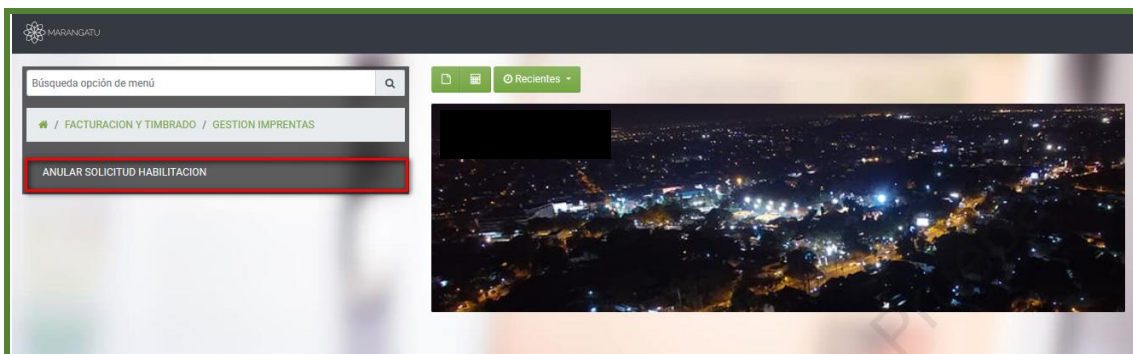 MARANGATU
Búsqueda opción de menú
/ FACTURACION Y TIMBRADO / GESTION IMPRENTAS
ANULAR SOLICITUD HABILITACION
Recientes